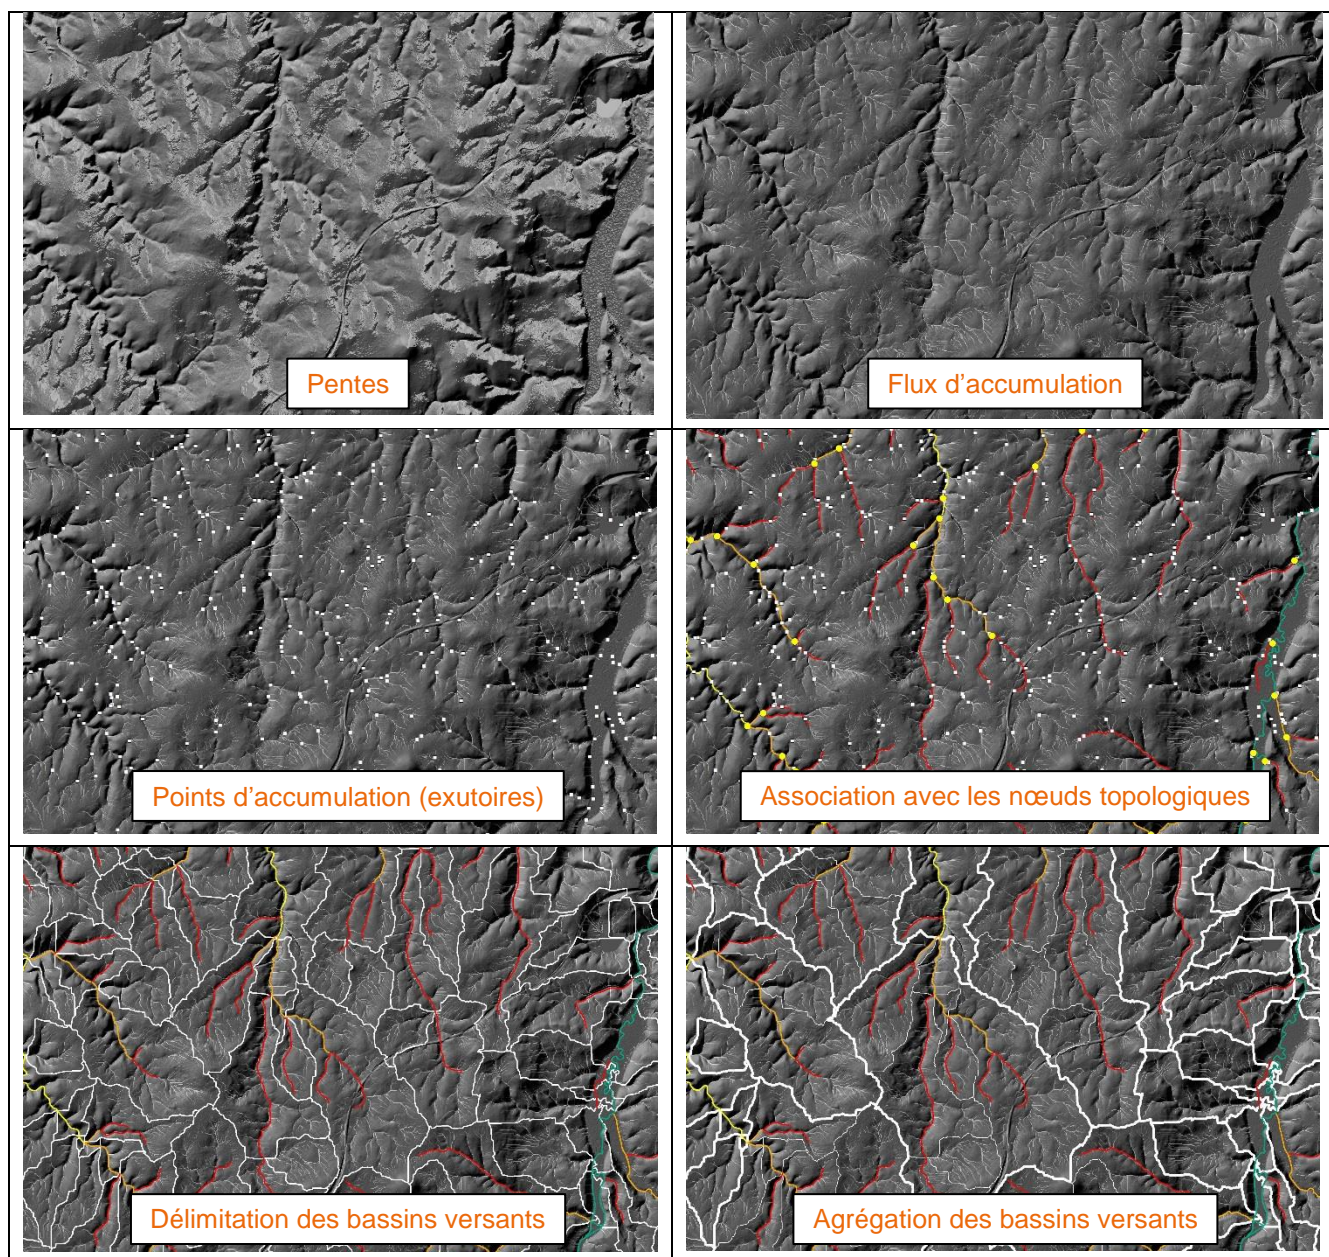 Pentes
Flux d'accumulation
Points d'accumulation (exutoires)
Association avec les nœuds topologiques
Délimitation des bassins versants
Agrégation des bassins versants